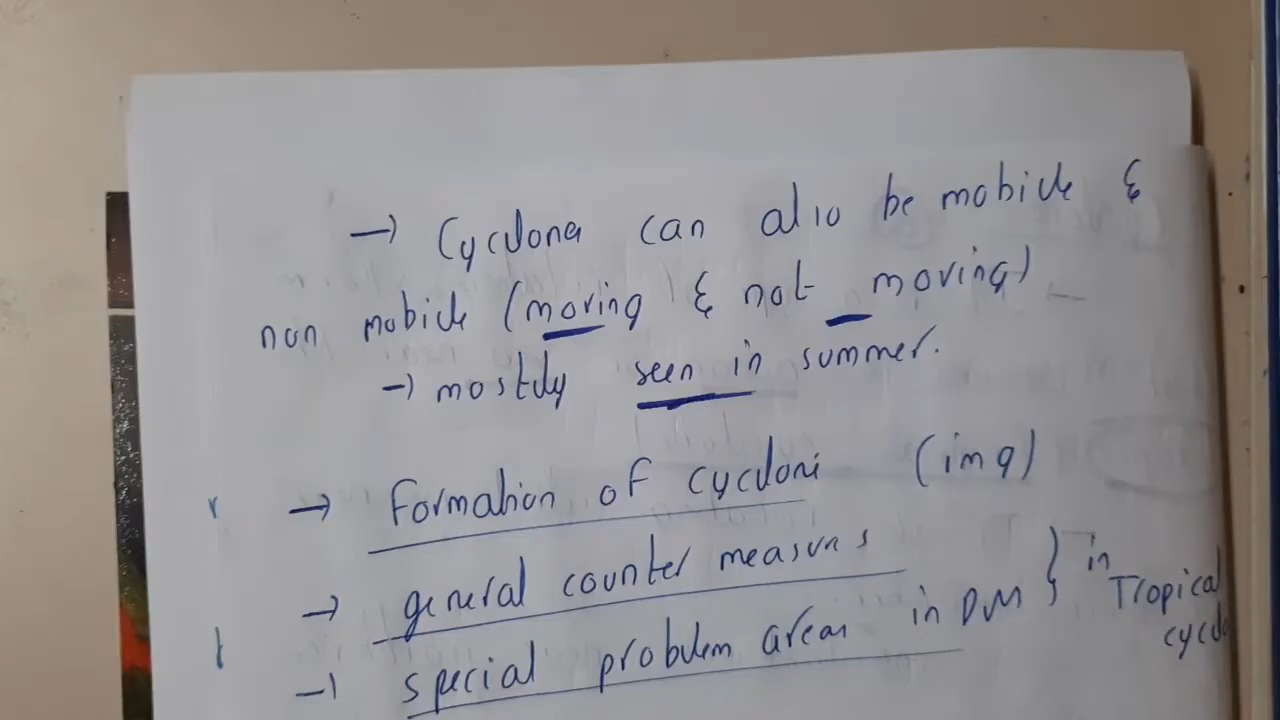 → Cyclones can also be mobile &
non mobile (moving & not moving)
→ mostly seen in summer.
→ Formation of cyclone (img)
→ general counter measures
→ special problem areas in DM } in Tropical